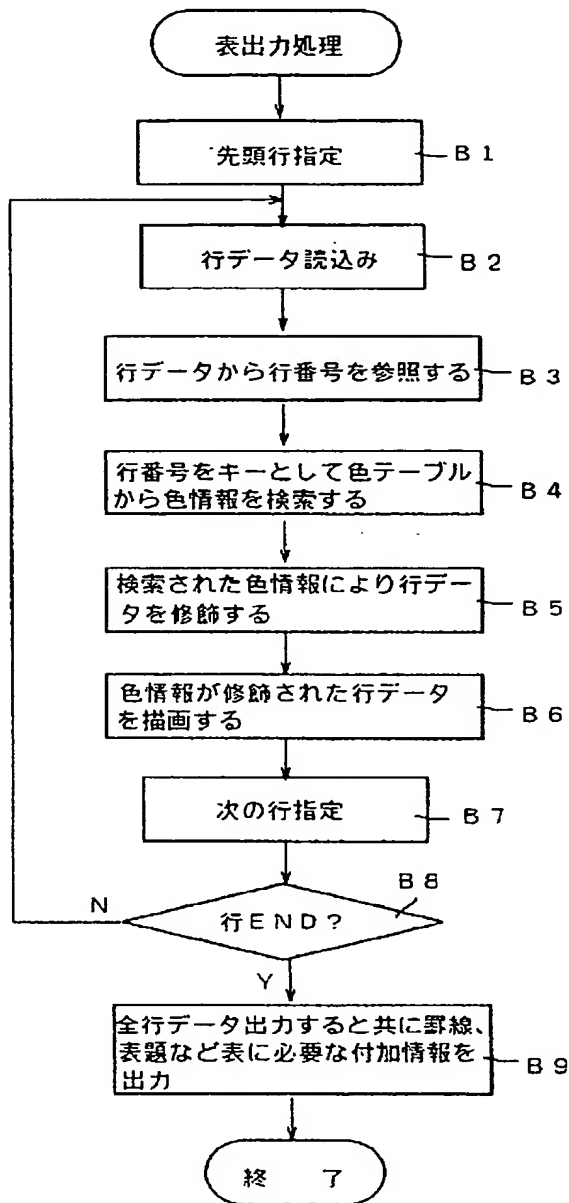 表出力処理
先頭行指定
B1
行データ読込み
B2
行データから行番号を参照する
B3
行番号をキーとして色テーブル
から色情報を検索する
B4
検索された色情報により行デー
タを修飾する
B5
色情報が修飾された行データ
を描画する
B6
次の行指定
B7
B8
N
行END?
Y
全行データ出力すると共に罫線、
表題など表に必要な付加情報を
出力
B9
終 了